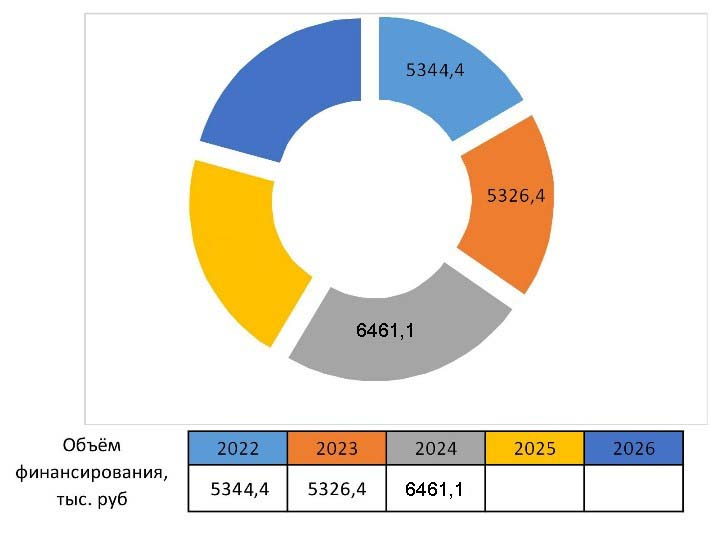 5344,4
5326,4
6461,1
Объём
финансирования,
тыс. руб
2022 2023 2024 2025 2026
5344,4 5326,4 6461,1